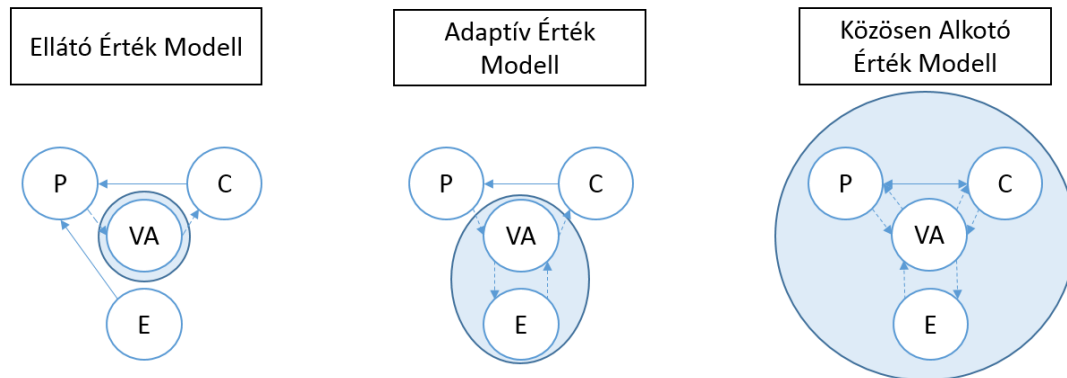 Ellátó Érték Modell
Adaptív Érték
Modell
Közösen Alkotó
Érték Modell
P
C
VA
E
P
C
VA
E
P
C
VA
E